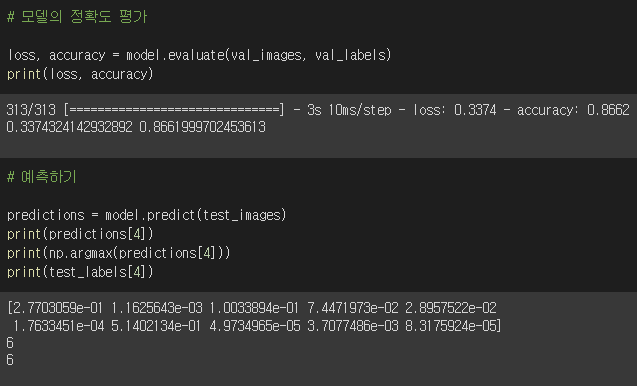 # 모델의 정확도 평가
loss, accuracy = model.evaluate(val_images, val_labels)
print(loss, accuracy)
313/313 [==============================] - 3s 10ms/step - loss: 0.3374 - accuracy: 0.8662
0.3374324142932892 0.8661999702453613
# 예측하기
predictions = model.predict(test_images)
print(predictions[4])
print(np.argmax(predictions[4]))
print(test_labels[4])
[2.7703059e-01 1.1625643e-03 1.0033894e-01 7.4471973e-02 2.8957522e-02
1.7633451e-04 5.1402134e-01 4.9734965e-05 3.7077486e-03 8.3175924e-05]
6
6